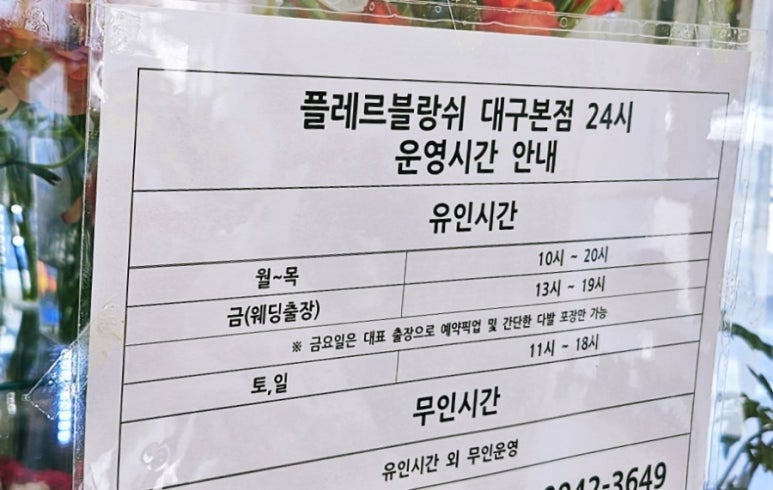 플레르블랑쉬 대구본점 24시
운영시간 안내
유인시간
월~목 10시 ~ 20시
금(웨딩출장) 13시 ~ 19시
※ 금요일은 대표 출장으로 예약픽업 및 간단한 다발 포장만 가능
토,일 11시 ~ 18시
무인시간
유인시간 외 무인운영
-3649